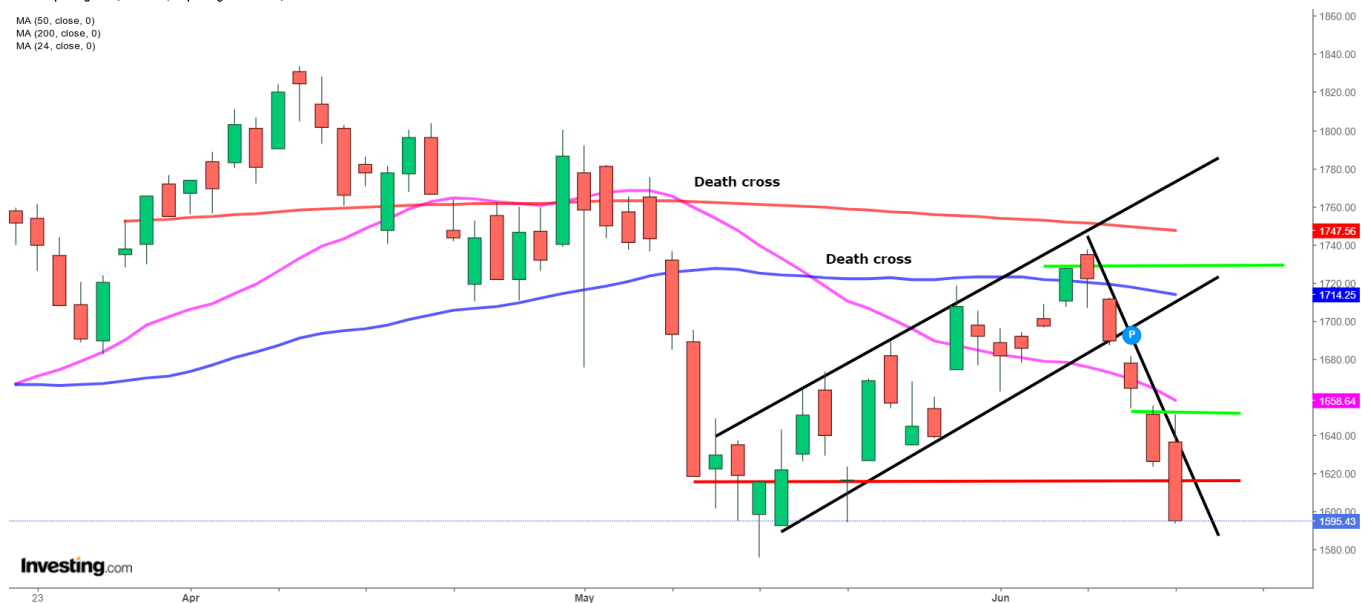 MA (50, close, 0)
MA (200, close, 0)
MA (24, close, 0)
1860.00
1840.00
1820.00
1800.00
1780.00
Death cross
1760.00
1747.56
1740.00
Death cross
1720.00
1714.25
1700.00
P
1680.00
1660.00
1658.64
1640.00
1620.00
1600.00
1595.43
1580.00
Investing.com
23 Apr May Jun